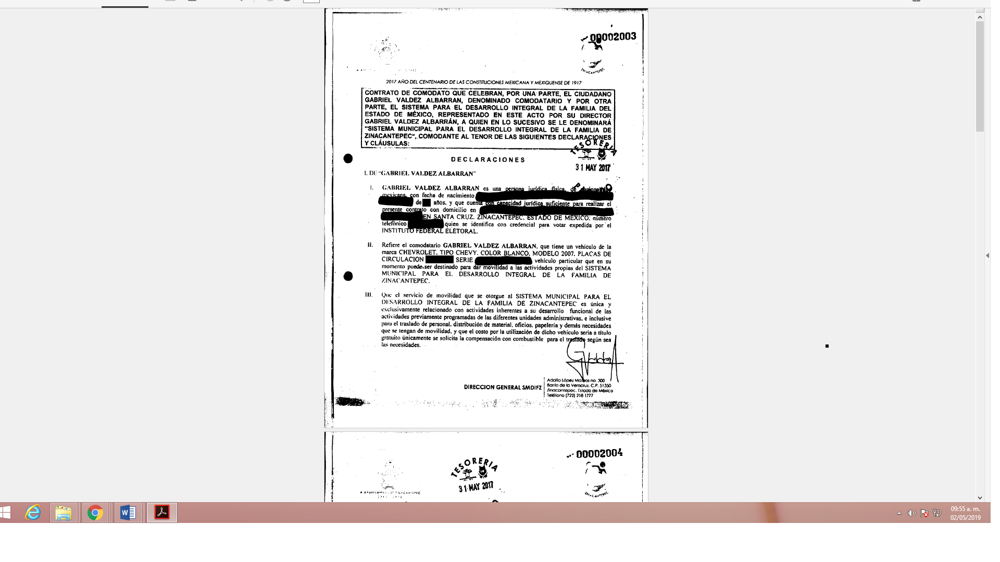 00002003
ZINACANTEPEC
2017 AÑO DEL CENTENARIO DE LAS CONSTITUCIONES MEXICANA Y MEXIQUENSE DE 1917
CONTRATO DE COMODATO QUE CELEBRAN, POR UNA PARTE, EL CIUDADANO
GABRIEL VALDEZ ALBARRAN, DENOMINADO COMODATARIO Y POR OTRA
PARTE, EL SISTEMA PARA EL DESARROLLO INTEGRAL DE LA FAMILIA DEL
ESTADO DE MÉXICO, REPRESENTADO EN ESTE ACTO POR SU DIRECTOR
GABRIEL VALDEZ ALBARRÁN, A QUIEN EN LO SUCESIVO SE LE DENOMINARÁ
"SISTEMA MUNICIPAL PARA EL DESARROLLO INTEGRAL DE LA FAMILIA DE
ZINACANTEPEC", COMODANTE AL TENOR DE LAS SIGUIENTES DECLARACIONES
Y CLÁUSULAS:
TESORERIA
31 MAY 2017
DECLARACIONES
I. DE "GABRIEL VALDEZ ALBARRAN"
I. GABRIEL VALDEZ ALBARRAN es una persona jurídica física, de
mexicana, con fecha de nacimiento
de años, y que cuenta con capacidad jurídica suficiente para realizar el
presente contrato con domicilio en
EN SANTA CRUZ. ZINACANTEPEC, ESTADO DE MÉXICO; número
telefónico quien se identifica con credencial para votar expedida por el
INSTITUTO FEDERAL ELETORAL.
II. Refiere el comodatario GABRIEL VALDEZ ALBARRAN, que tiene un vehículo de la
marca CHEVROLET. TIPO CHEVY. COLOR BLANCO, MODELO 2007. PLACAS DE
CIRCULACION SERIE vehículo particular que en su
momento puede ser destinado para dar movilidad a las actividades propias del SISTEMA
MUNICIPAL PARA EL DESARROLLO INTEGRAL DE LA FAMILIA DE
ZINACANTEPEC.
III. Que el servicio de movilidad que se otorgue al SISTEMA MUNICIPAL PARA EL
DESARROLLO INTEGRAL DE LA FAMILIA DE ZINACANTEPEC es única y
exclusivamente relacionado con actividades inherentes a su desarrollo funcional de las
actividades previamente programadas de las diferentes unidades administrativas. e inclusive
para el traslado de personal. distribución de material, oficios. papelería y demás necesidades
que se tengan de movilidad, y que el costo por la utilización de dicho vehículo seria a título
gratuito únicamente se solicita la compensación con combustible para el traslado según sea
las necesidades.
DIRECCION GENERAL SMDIFZ
Adolfo López Mateos no. 300
Barrio de la Veracruz. C.P. 51350
Zinacantepec, Estado de México
Teléfono (722) 218 1777
00002004
TESORERIA
31 MAY 2017
ZINACANTEPEC
H. AYUNTAMIENTO DE ZINACANTEPEC
09:55 a. m.
02/05/2019